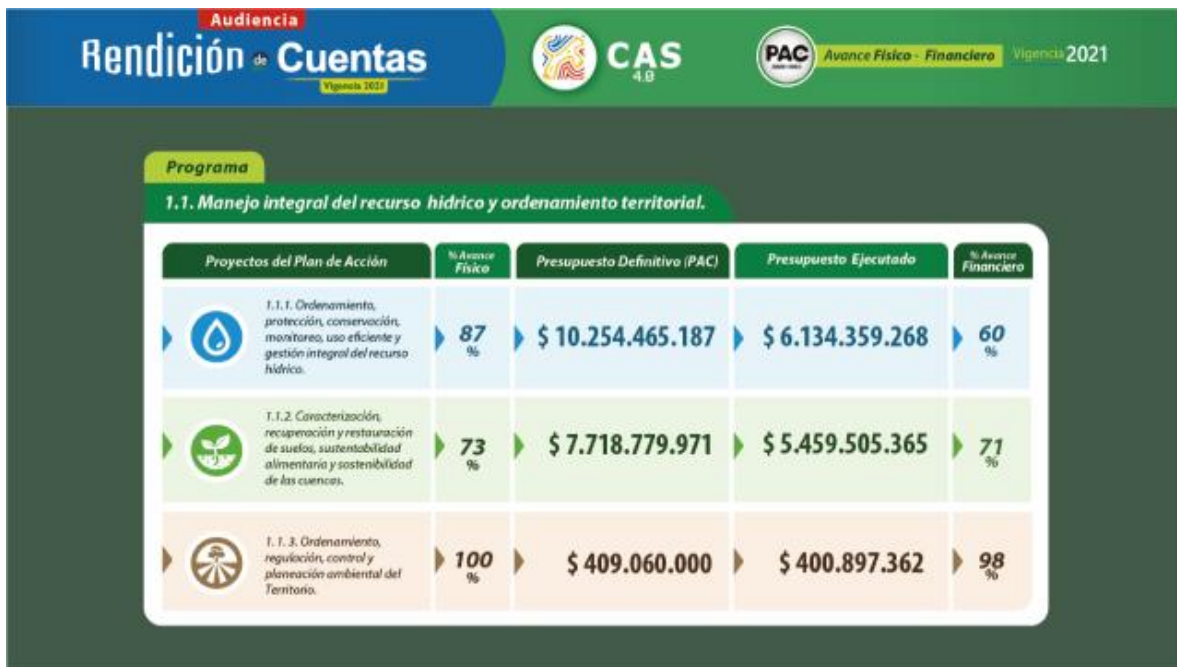 Audiencia
Rendición de Cuentas
Vigencia 2021
CAS
4.0
PAC
Avance Físico - Financiero
Vigencia 2021
Programa
1.1. Manejo integral del recurso hídrico y ordenamiento territorial.
Proyectos del Plan de Acción
% Avance
Físico
Presupuesto Definitivo (PAC)
Presupuesto Ejecutado
% Avance
Financiero
1.1.1. Ordenamiento,
protección, conservación,
monitoreo, uso eficiente y
gestión integral del recurso
hídrico.
87
%
$ 10.254.465.187
$ 6.134.359.268
60
%
1.1.2. Caracterización,
recuperación y restauración
de suelos, sustentabilidad
alimentaria y sostenibilidad
de las cuencas.
73
%
$ 7.718.779.971
$ 5.459.505.365
71
%
1. 1. 3. Ordenamiento,
regulación, control y
planeación ambiental del
Territorio.
100
%
$ 409.060.000
$ 400.897.362
98
%